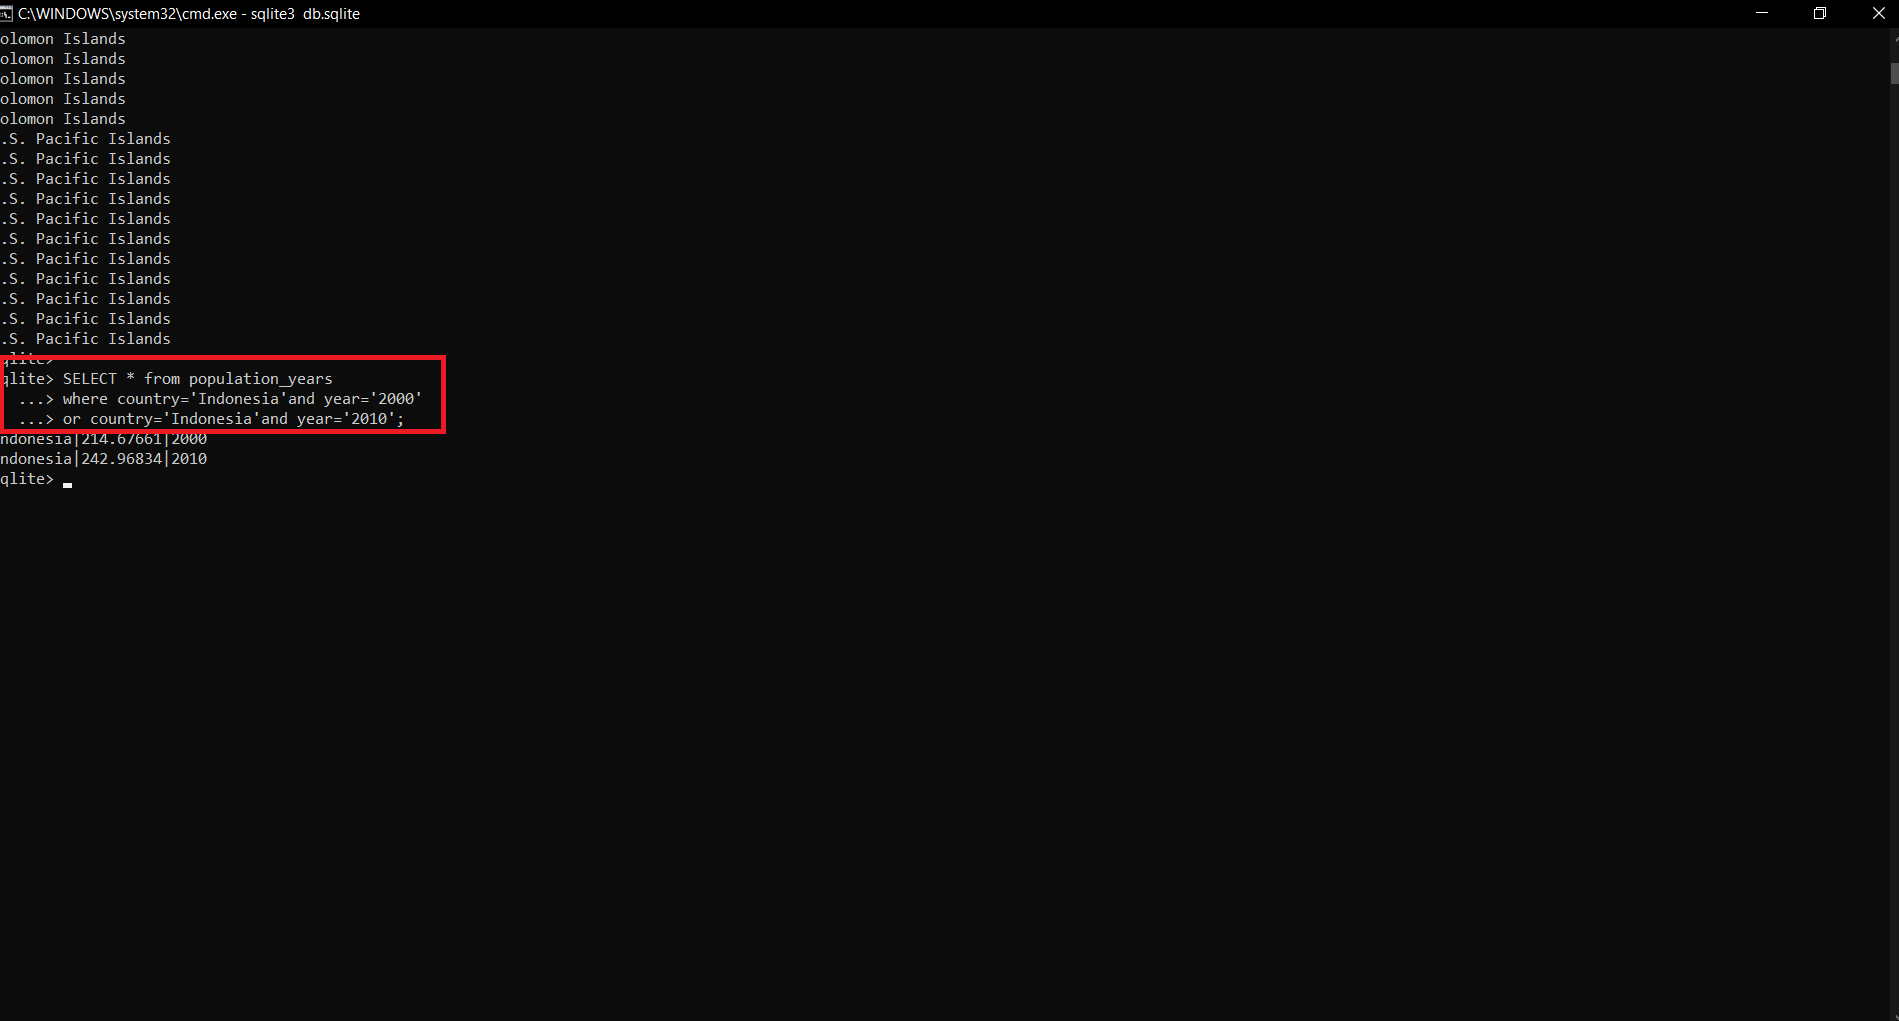 C:\WINDOWS\system32\cmd.exe - sqlite3  db.sqlite
olomon Islands
olomon Islands
olomon Islands
olomon Islands
olomon Islands
.S. Pacific Islands
.S. Pacific Islands
.S. Pacific Islands
.S. Pacific Islands
.S. Pacific Islands
.S. Pacific Islands
.S. Pacific Islands
.S. Pacific Islands
.S. Pacific Islands
.S. Pacific Islands
.S. Pacific Islands
qlite>
qlite> SELECT * from population_years
  ...> where country='Indonesia'and year='2000'
  ...> or country='Indonesia'and year='2010';
ndonesia|214.67661|2000
ndonesia|242.96834|2010
qlite>